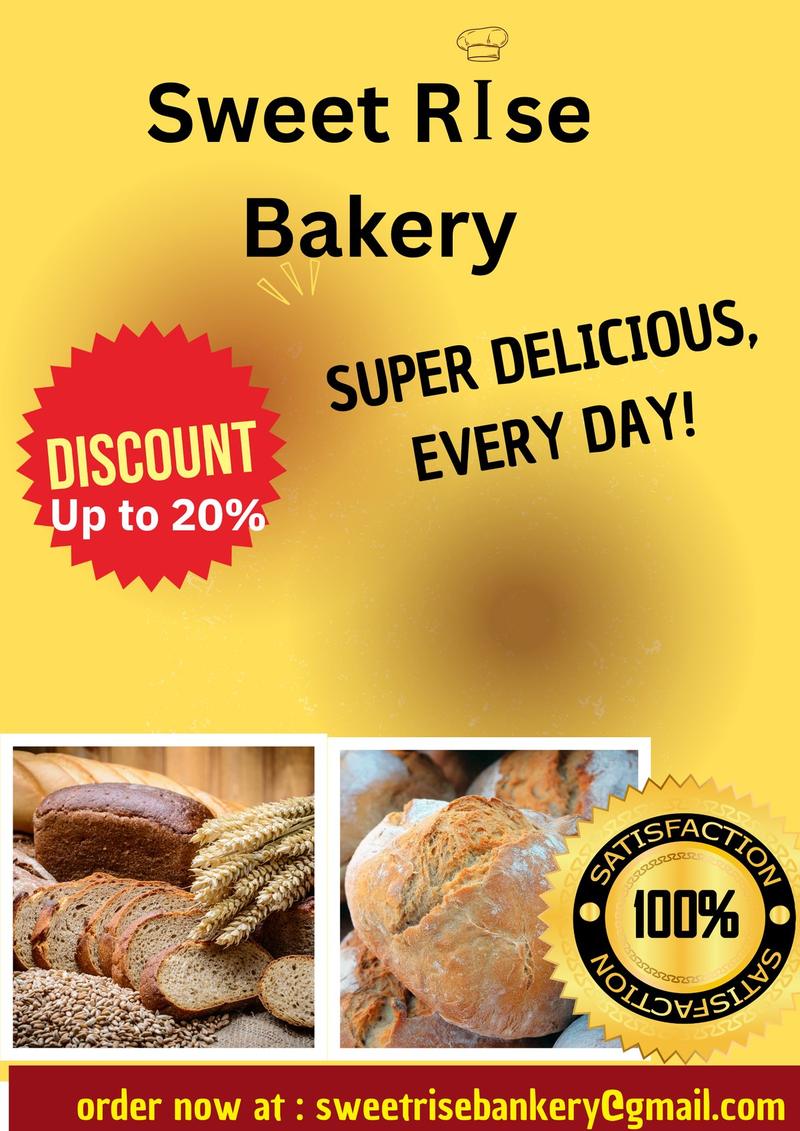 Sweet RIse
Bakery
SUPER DELICIOUS,
EVERY DAY!
DISCOUNT
Up to 20%
SATISFACTION
100%
SATISFACTION
order now at : sweetrisebankery@gmail.com